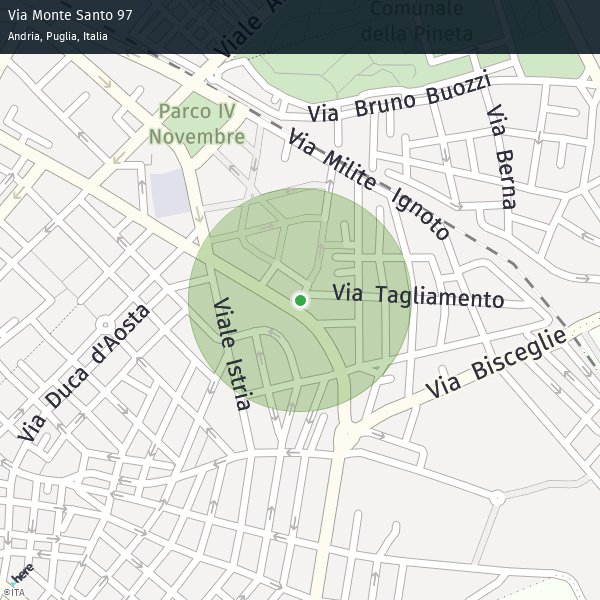 Via Monte Santo 97
Andria, Puglia, Italia
Comunale
della Pineta
Parco IV
Novembre
Via Bruno Buozzi
Via Milite Ignoto
Via Berna
Via Tagliamento
Via Duca d'Aosta
Viale Istria
Via Bisceglie
here
©ITA